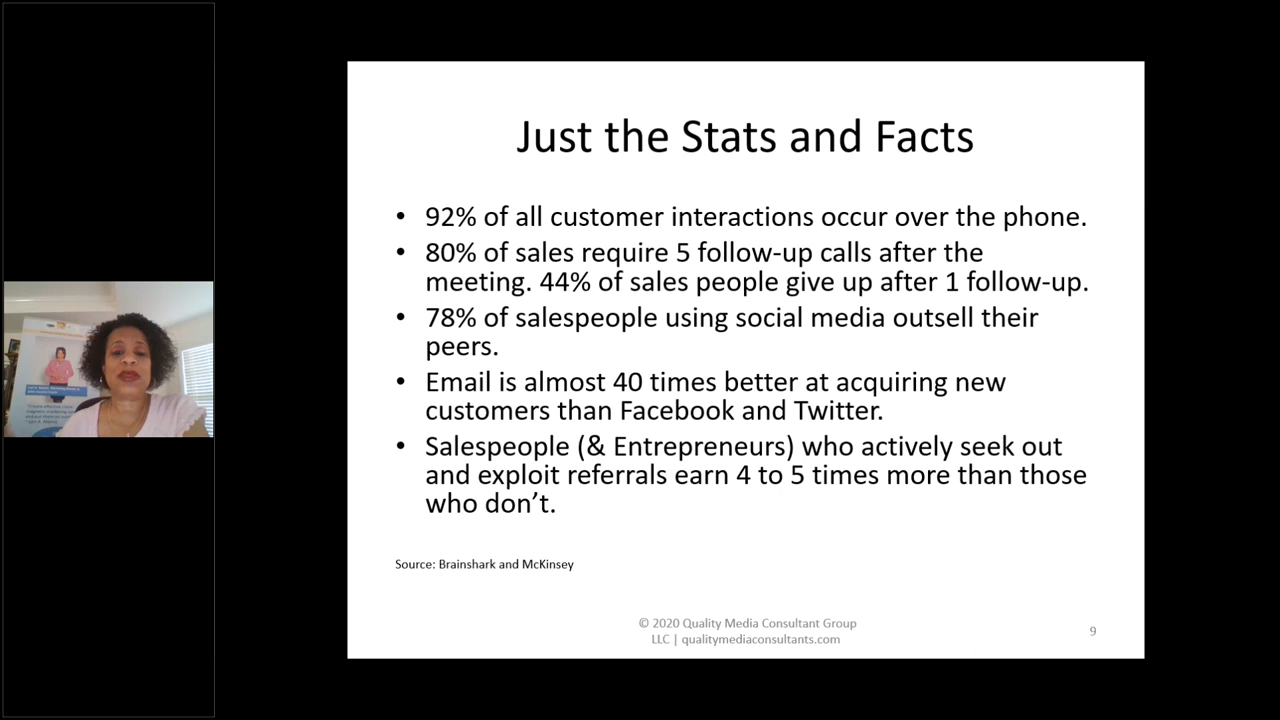 Just the Stats and Facts
• 92% of all customer interactions occur over the phone.
• 80% of sales require 5 follow-up calls after the
meeting. 44% of sales people give up after 1 follow-up.
• 78% of salespeople using social media outsell their
peers.
• Email is almost 40 times better at acquiring new
customers than Facebook and Twitter.
• Salespeople (& Entrepreneurs) who actively seek out
and exploit referrals earn 4 to 5 times more than those
who don’t.
Source: Brainshark and McKinsey
© 2020 Quality Media Consultant Group
LLC | qualitymediaconsultants.com
9